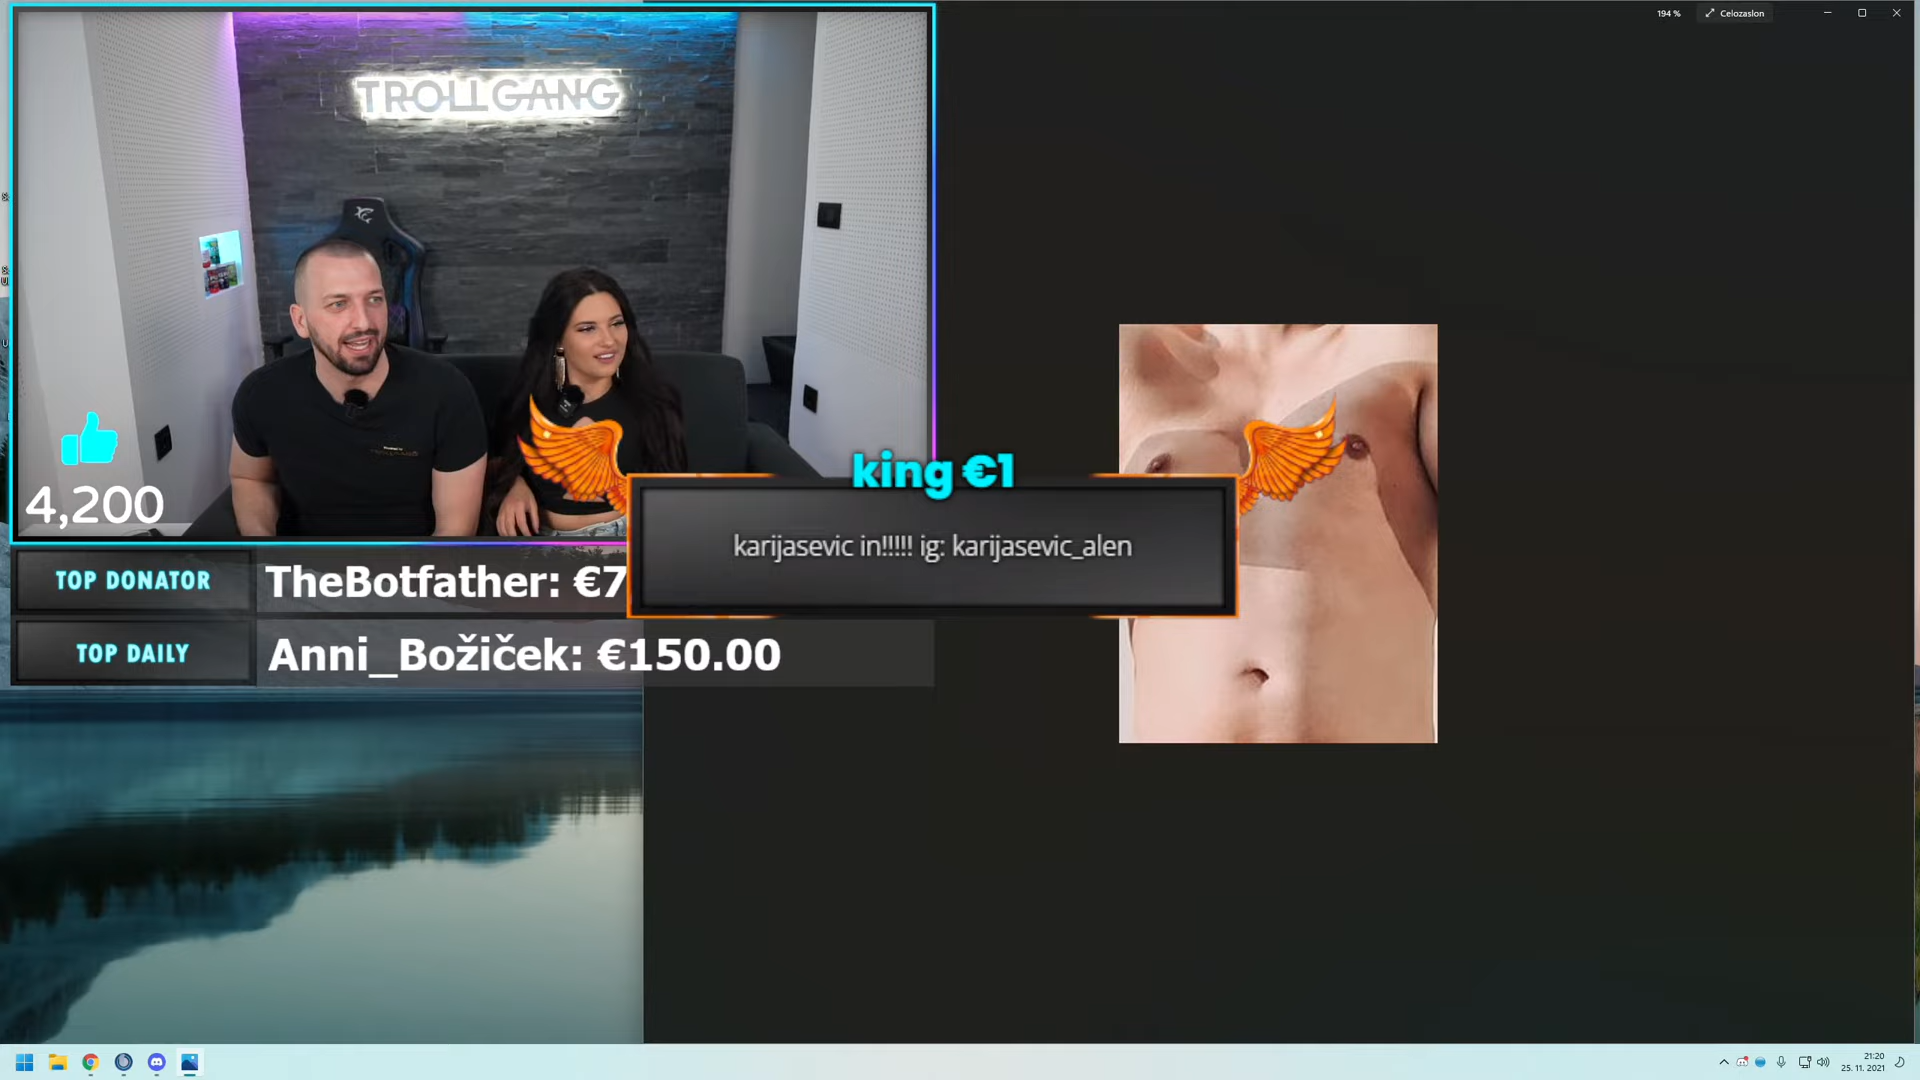 194 %
Celozaslon
TROLLGANG
4,200
king €1
karijasevic in!!!!! ig: karijasevic_alen
TOP DONATOR
TheBotfather: €7
TOP DAILY
Anni_Božiček: €150.00
21:20
25. 11. 2021